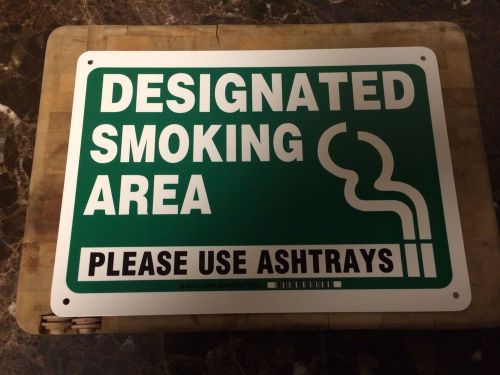 DESIGNATED
SMOKING
AREA
PLEASE USE ASHTRAYS